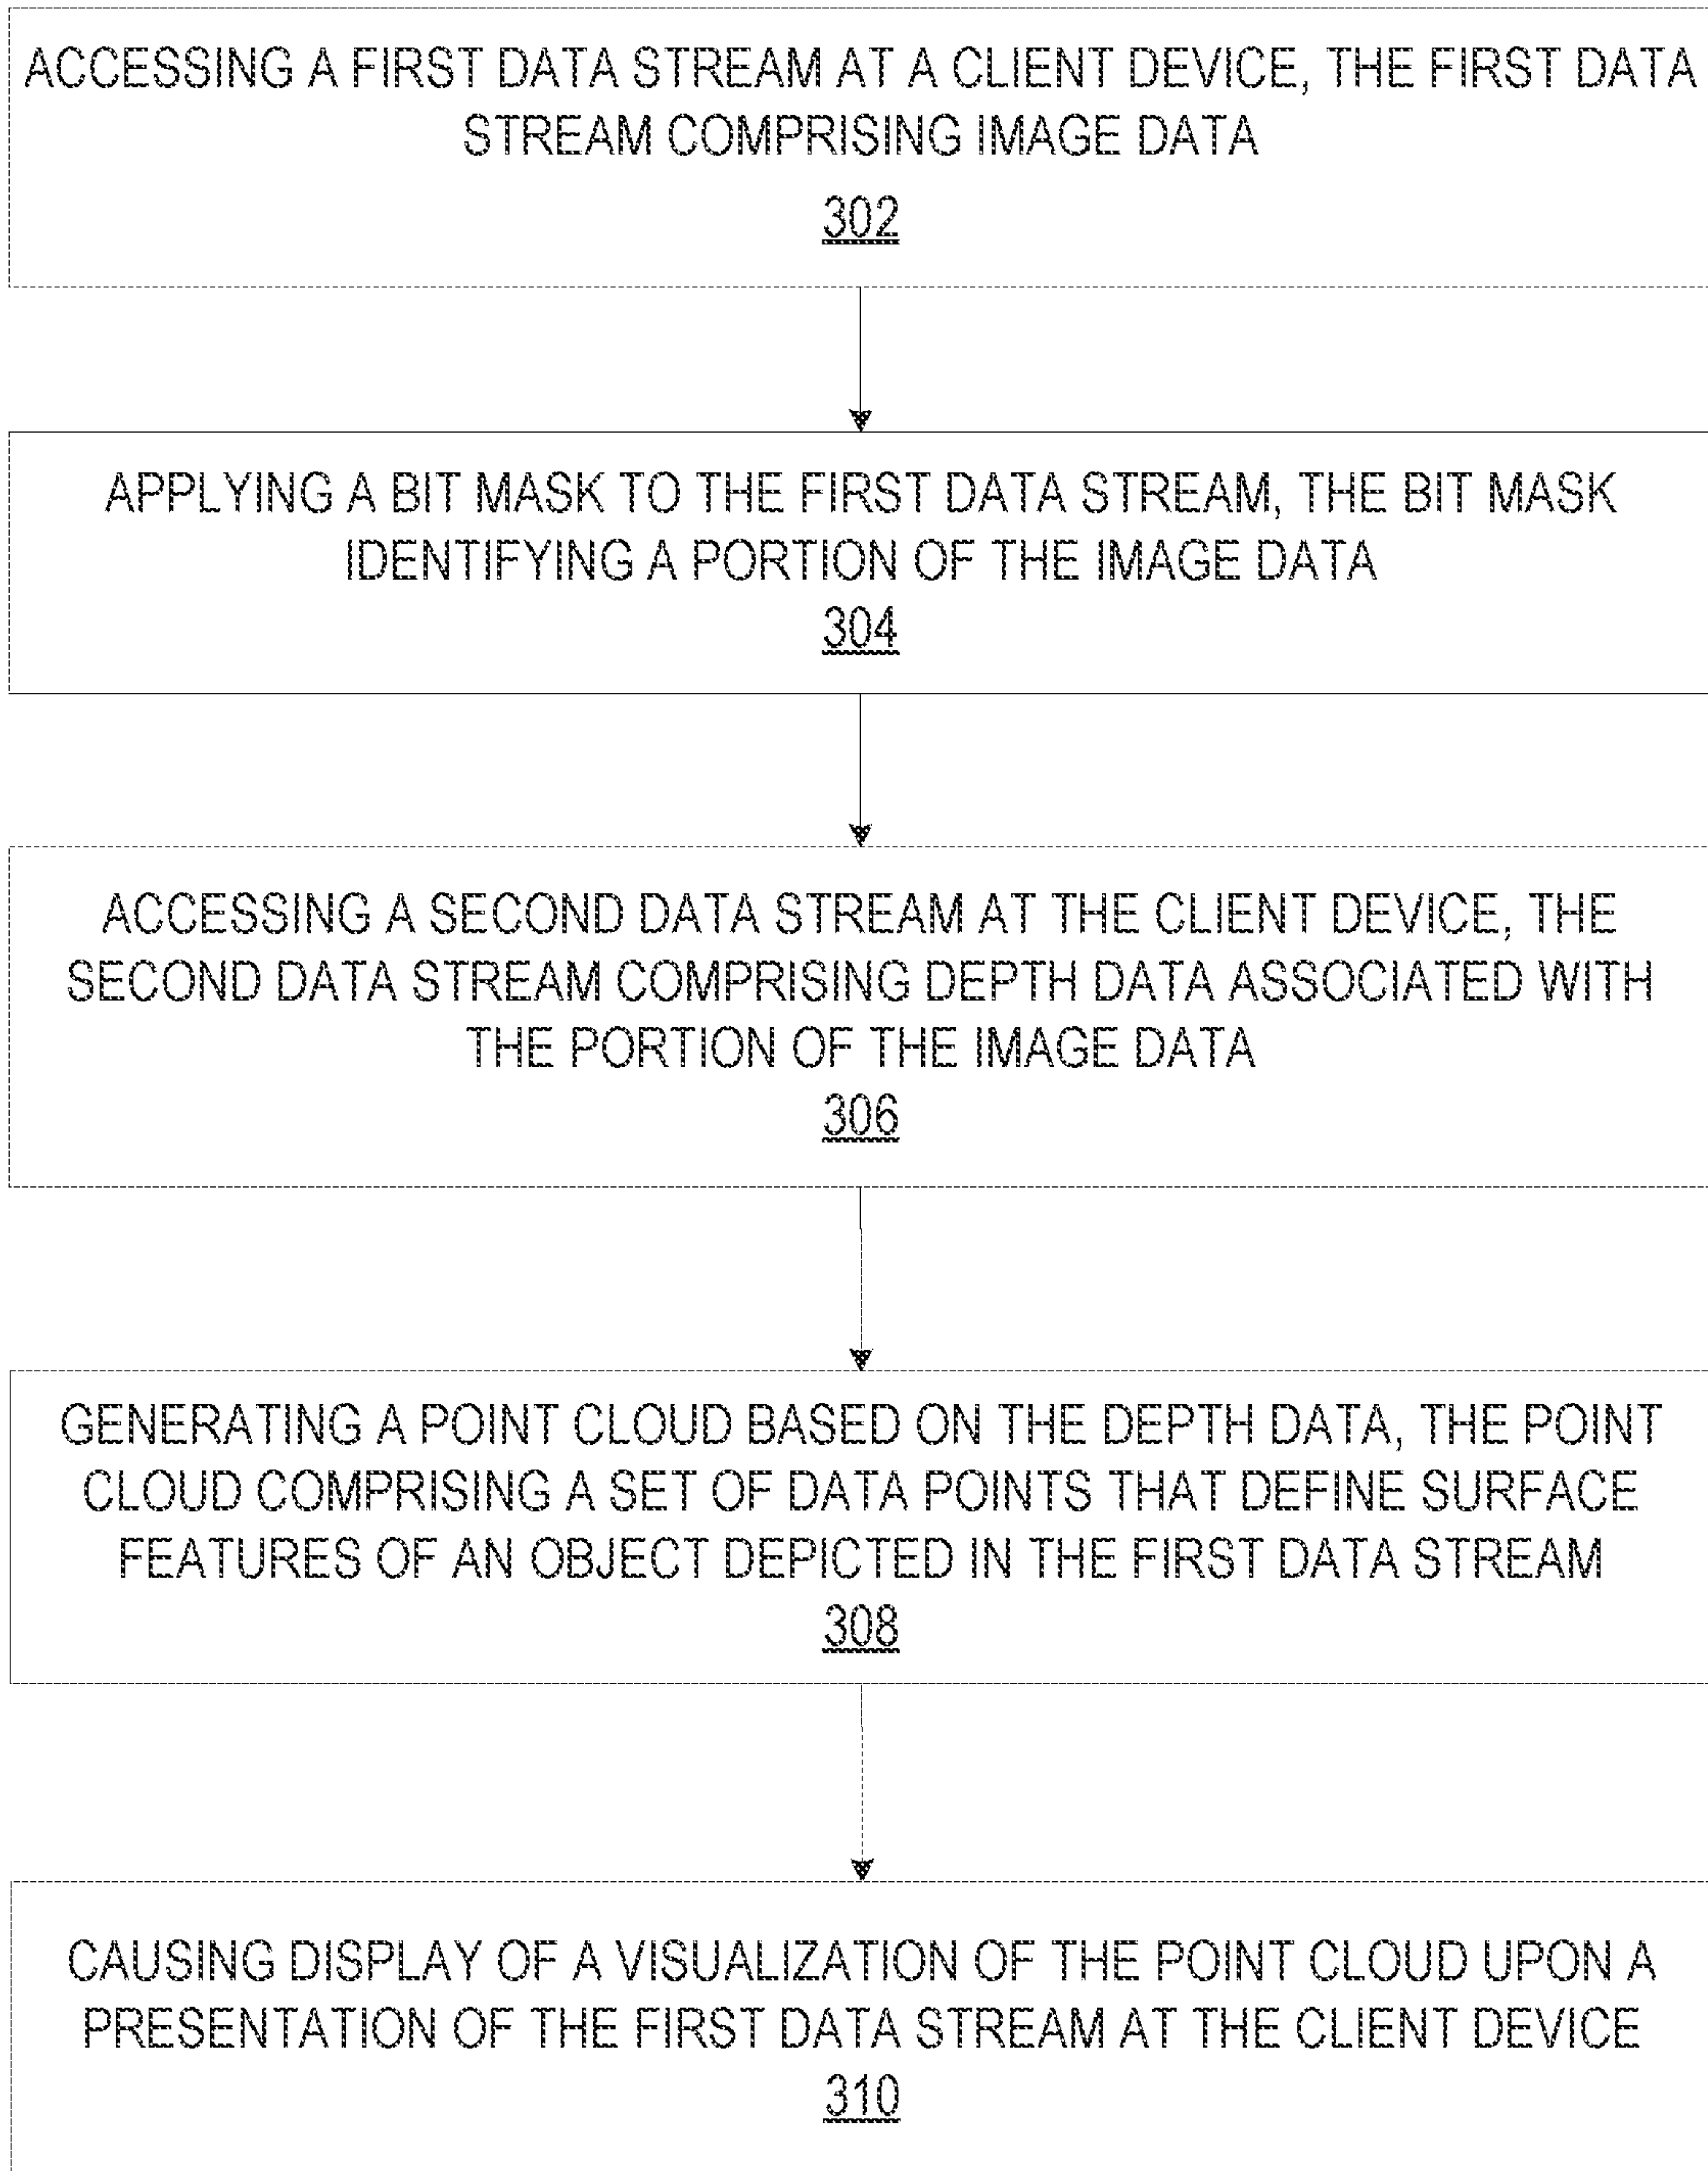 ACCESSING A FIRST DATA STREAM AT A CLIENT DEVICE, THE FIRST DATA
STREAM COMPRISING IMAGE DATA
302
APPLYING A BIT MASK TO THE FIRST DATA STREAM, THE BIT MASK
IDENTIFYING A PORTION OF THE IMAGE DATA
304
ACCESSING A SECOND DATA STREAM AT THE CLIENT DEVICE, THE
SECOND DATA STREAM COMPRISING DEPTH DATA ASSOCIATED WITH
THE PORTION OF THE IMAGE DATA
306
GENERATING A POINT CLOUD BASED ON THE DEPTH DATA, THE POINT
CLOUD COMPRISING A SET OF DATA POINTS THAT DEFINE SURFACE
FEATURES OF AN OBJECT DEPICTED IN THE FIRST DATA STREAM
308
CAUSING DISPLAY OF A VISUALIZATION OF THE POINT CLOUD UPON A
PRESENTATION OF THE FIRST DATA STREAM AT THE CLIENT DEVICE
310